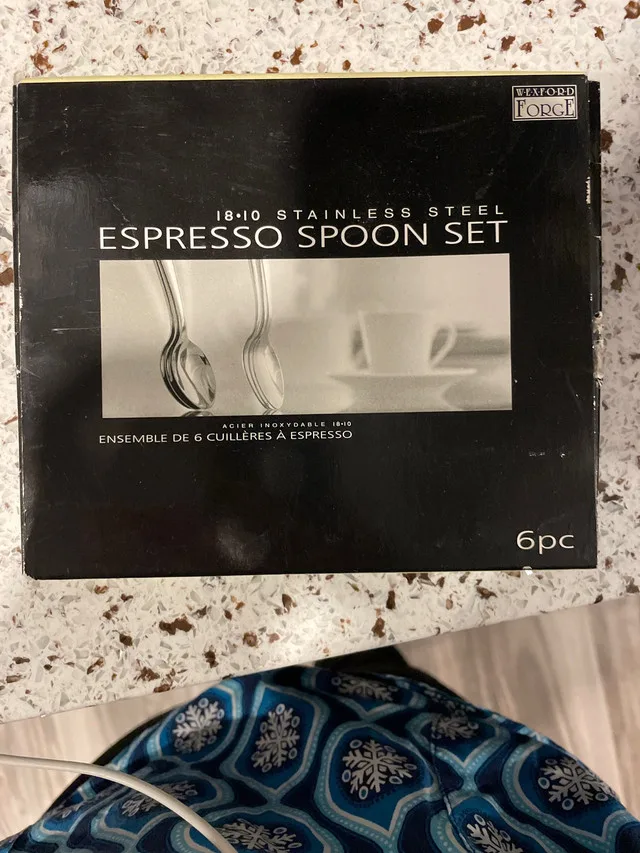 WEXFORD
FORGE
18•10 STAINLESS STEEL
ESPRESSO SPOON SET
ACIER INOXYDABLE 18•10
ENSEMBLE DE 6 CUILLÈRES À ESPRESSO
6pc